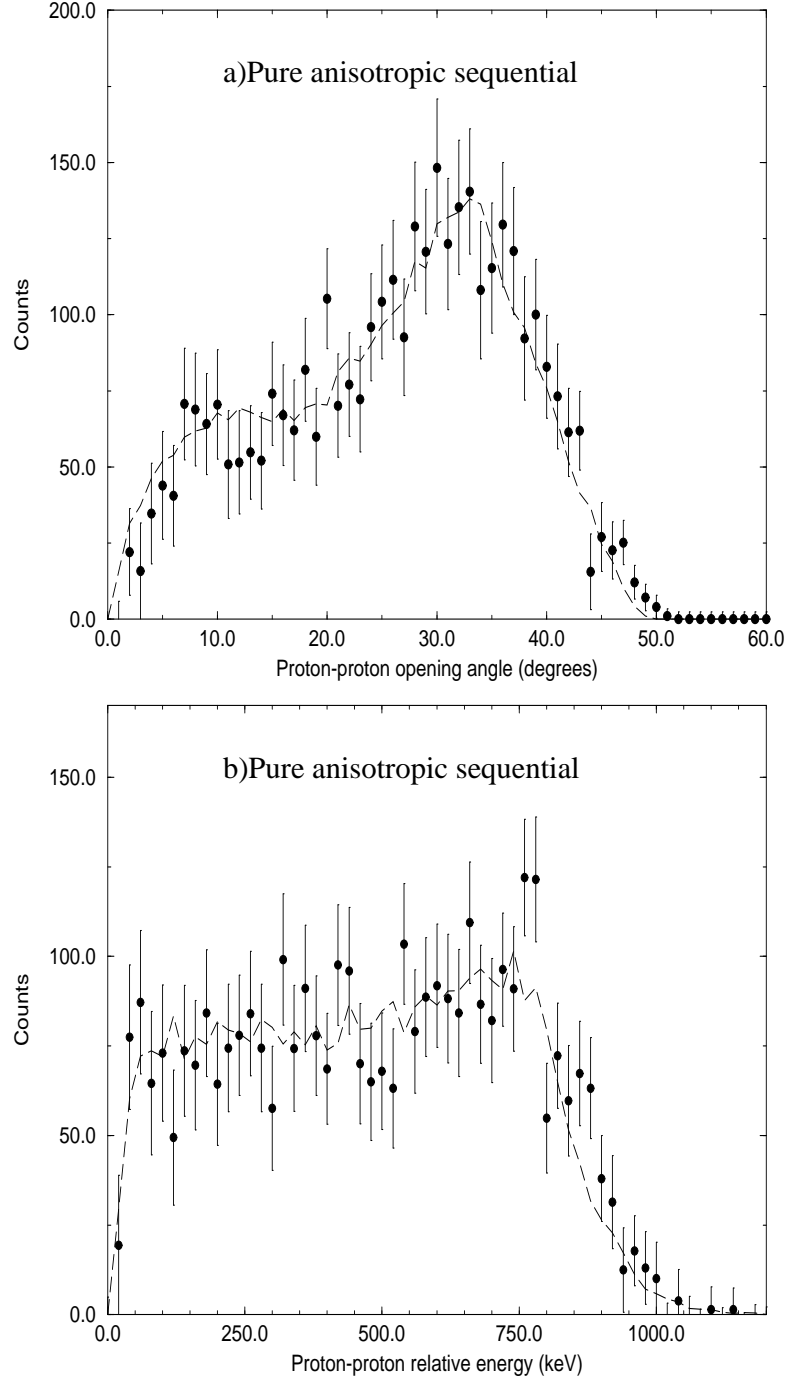 200.0
a)Pure anisotropic sequential
150.0
Counts
100.0
50.0
0.0
0.0 10.0 20.0 30.0 40.0 50.0 60.0
Proton-proton opening angle (degrees)
b)Pure anisotropic sequential
150.0
Counts
100.0
50.0
0.0
0.0 250.0 500.0 750.0 1000.0
Proton-proton relative energy (keV)